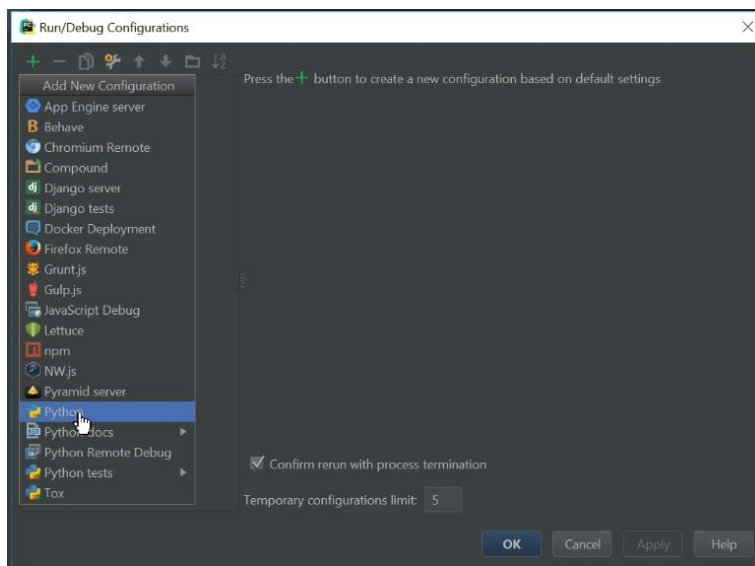 Run/Debug Configurations
Add New Configuration
App Engine server
Behave
Chromium Remote
Compound
Django server
Django tests
Docker Deployment
Firefox Remote
Grunt.js
Gulp.js
JavaScript Debug
Lettuce
npm
NW.js
Pyramid server
Python
Python docs
Python Remote Debug
Python tests
Tox
Press the + button to create a new configuration based on default settings
Confirm rerun with process termination
Temporary configurations limit: 5
OK Cancel Apply Help